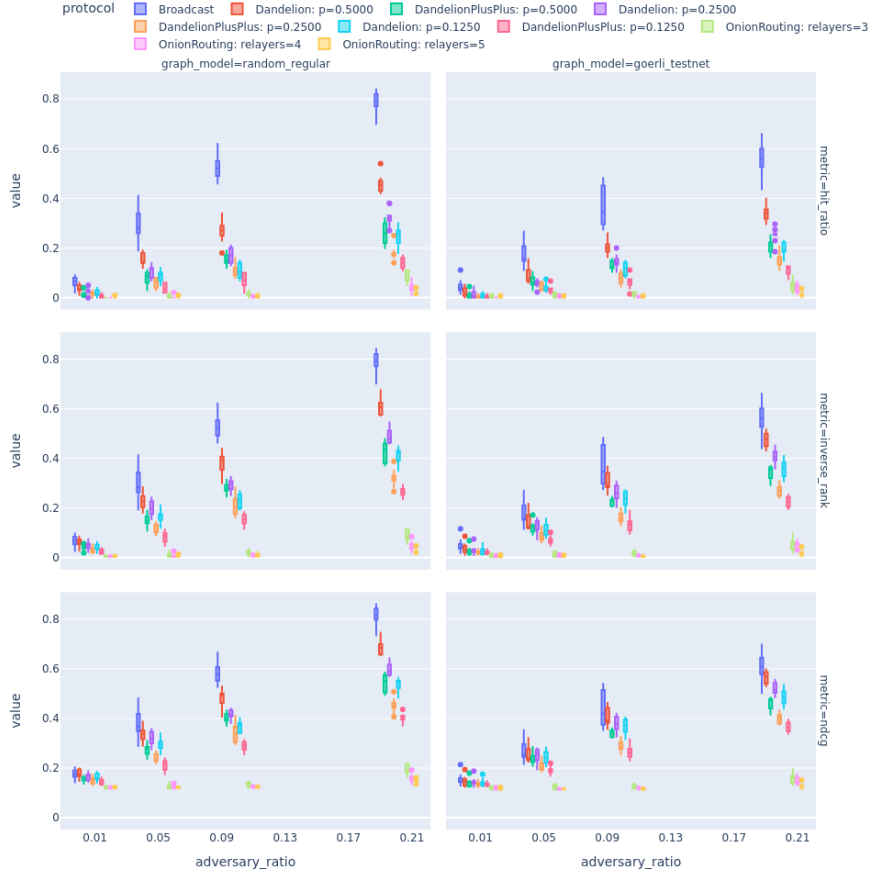 protocol
Broadcast Dandelion: p=0.5000 DandelionPlusPlus: p=0.5000 Dandelion: p=0.2500
DandelionPlusPlus: p=0.2500 Dandelion: p=0.1250 DandelionPlusPlus: p=0.1250 OnionRouting: relayers=3
OnionRouting: relayers=4 OnionRouting: relayers=5
graph_model=random_regular graph_model=goerli_testnet
0.8
0.6
0.4
0.2
0
value
metric=hit_ratio
0.8
0.6
0.4
0.2
0
value
metric=inverse_rank
0.8
0.6
0.4
0.2
0
value
metric=ndcg
0.01 0.05 0.09 0.13 0.17 0.21 0.01 0.05 0.09 0.13 0.17 0.21
adversary_ratio adversary_ratio